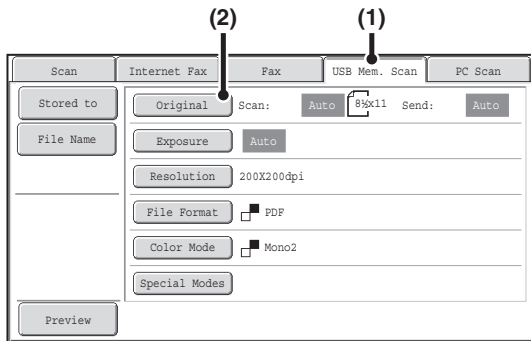 (2) (1)
Scan Internet Fax Fax USB Mem. Scan PC Scan
Stored to Original Scan: Auto 8½x11 Send: Auto
File Name Exposure Auto
Resolution 200X200dpi
File Format PDF
Color Mode Mono2
Special Modes
Preview